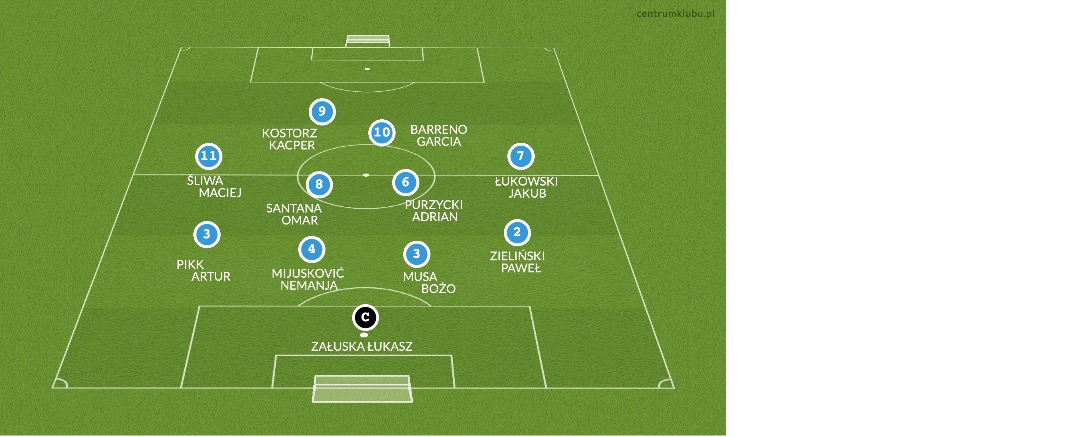 centrumklubu.pl
9
KOSTORZ
KACPER
10
BARRENO
GARCIA
11
ŚLIWA
MACIEJ
7
ŁUKOWSKI
JAKUB
8
SANTANA
OMAR
6
PURZYCKI
ADRIAN
3
PIKK
ARTUR
4
MIJUSKOVIĆ
NEMANJA
3
MUSA
BOŻO
2
ZIELIŃSKI
PAWEŁ
C
ZAŁUSKA ŁUKASZ